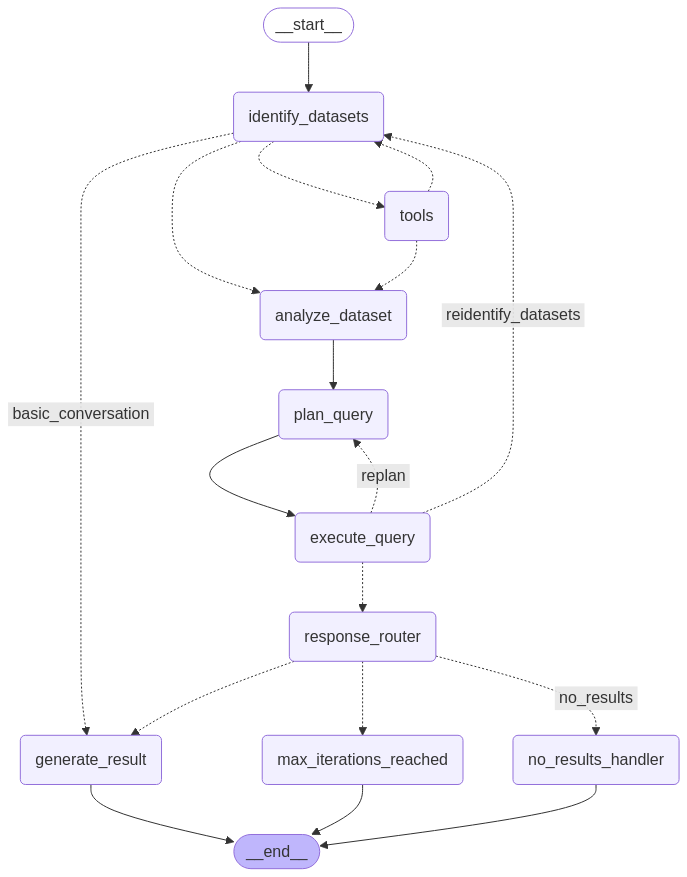 __start__
identify_datasets
tools
analyze_dataset
reidentify_datasets
basic_conversation
plan_query
replan
execute_query
response_router
no_results
generate_result
max_iterations_reached
no_results_handler
__end__